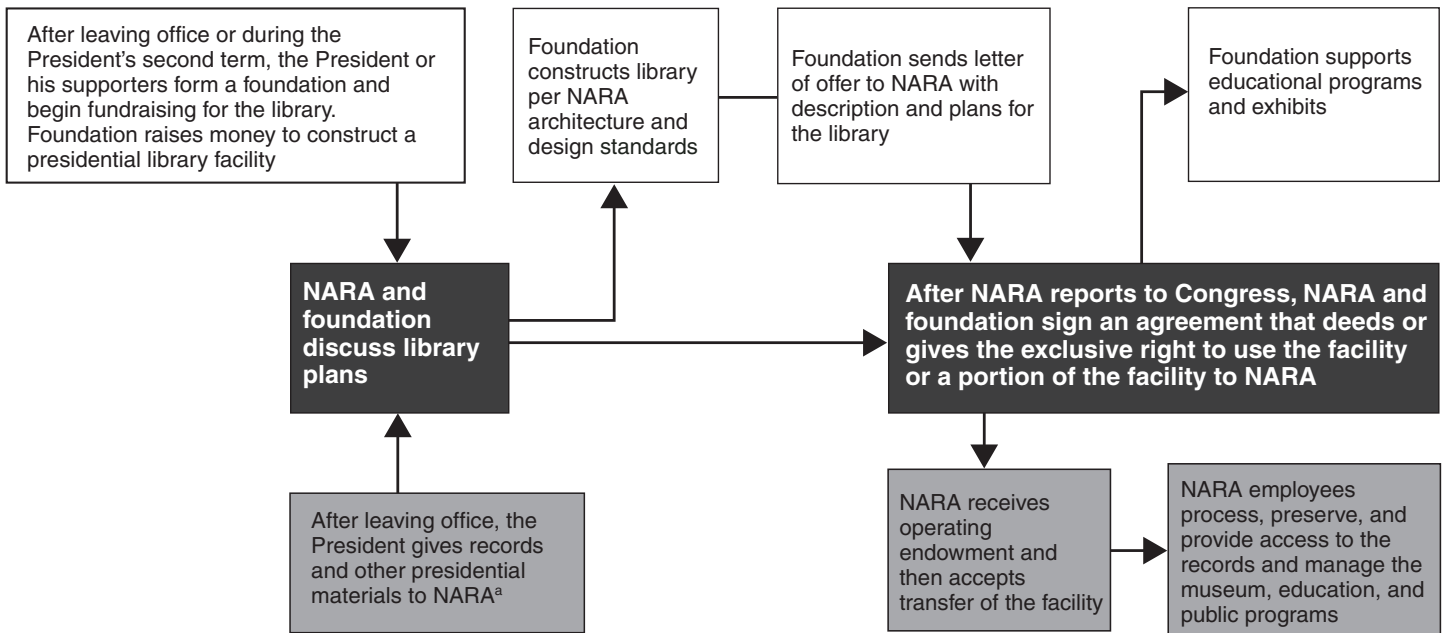 After leaving office or during the
President's second term, the President or
his supporters form a foundation and
begin fundraising for the library.
Foundation raises money to construct a
presidential library facility
Foundation
constructs library
per NARA
architecture and
design standards
Foundation sends letter
of offer to NARA with
description and plans for
the library
Foundation supports
educational programs
and exhibits
NARA and
foundation
discuss library
plans
After NARA reports to Congress, NARA and
foundation sign an agreement that deeds or
gives the exclusive right to use the facility
or a portion of the facility to NARA
After leaving office, the
President gives records
and other presidential
materials to NARAᵃ
NARA receives
operating
endowment and
then accepts
transfer of the facility
NARA employees
process, preserve, and
provide access to the
records and manage the
museum, education, and
public programs